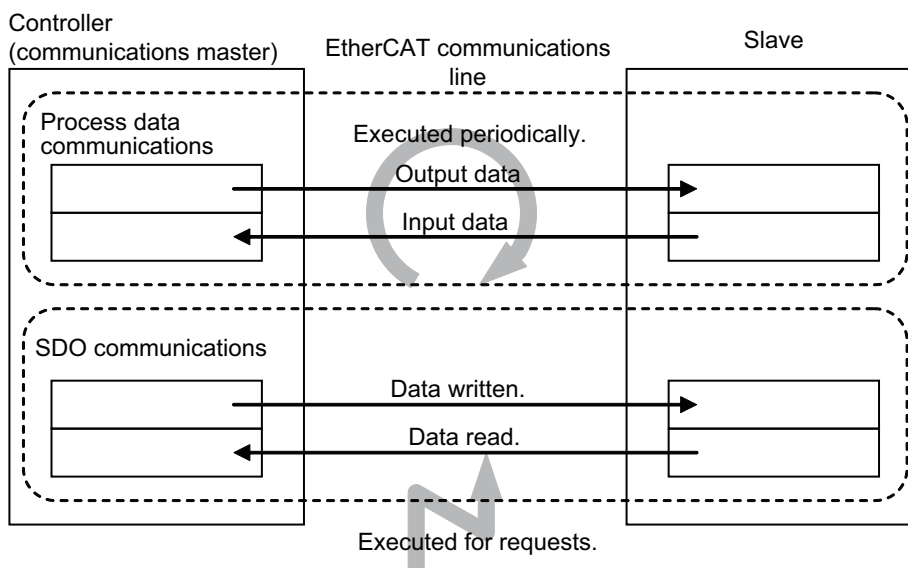 Controller
(communications master)
EtherCAT communications
line
Slave
Process data
communications
Executed periodically.
Output data
Input data
SDO communications
Data written.
Data read.
Executed for requests.